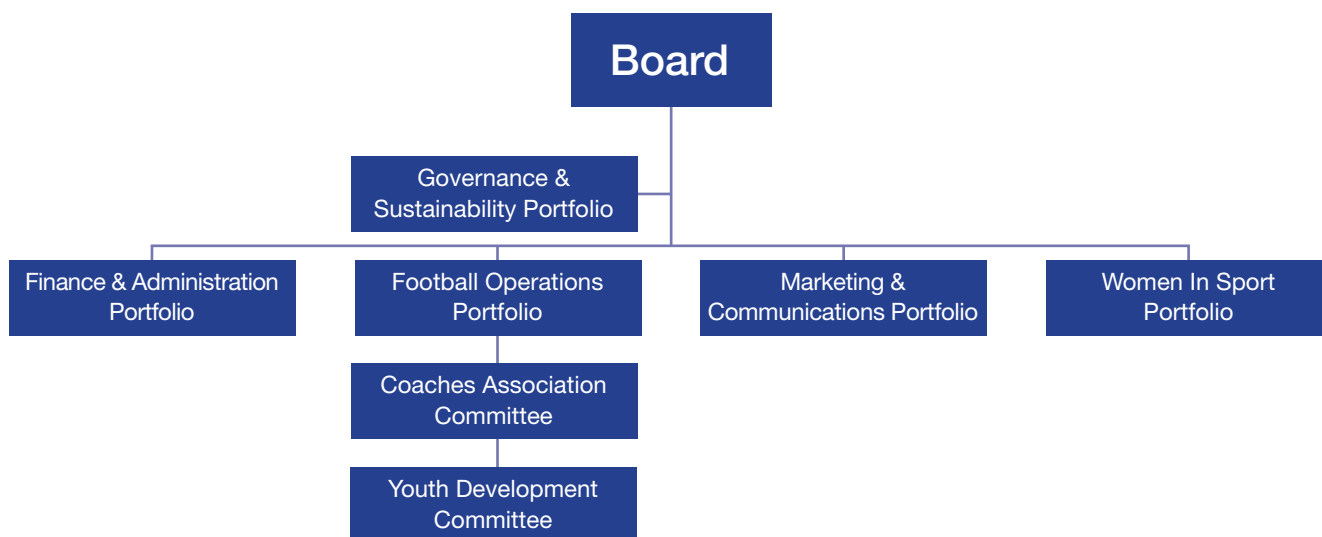 Board
Governance &
Sustainability Portfolio
Finance & Administration
Portfolio
Football Operations
Portfolio
Marketing &
Communications Portfolio
Women In Sport
Portfolio
Coaches Association
Committee
Youth Development
Committee